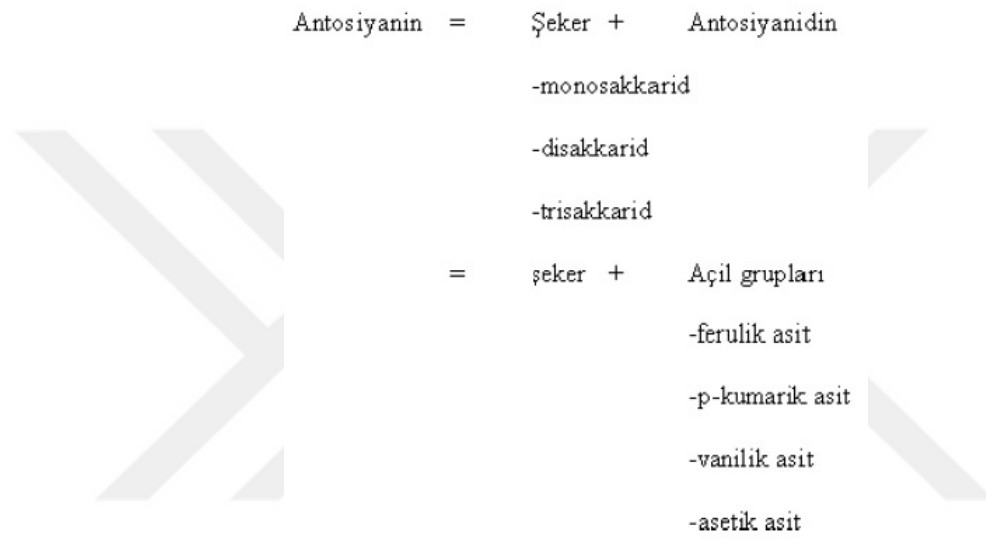 Antosiyanin = Şeker + Antosiyanidin
-monosakkarid
-disakkarid
-trisakkarid
= şeker + Açil grupları
-ferulik asit
-p-kumarik asit
-vanilik asit
-asetik asit